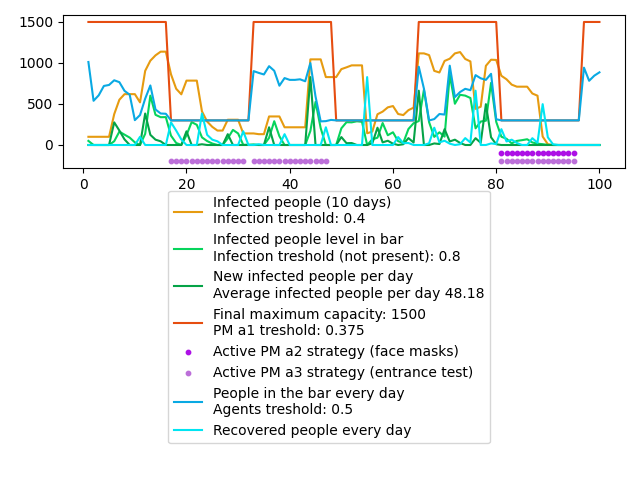 1500
1000
500
0
0 20 40 60 80 100
Infected people (10 days)
Infection treshold: 0.4
Infected people level in bar
Infection treshold (not present): 0.8
New infected people per day
Average infected people per day 48.18
Final maximum capacity: 1500
PM a1 treshold: 0.375
Active PM a2 strategy (face masks)
Active PM a3 strategy (entrance test)
People in the bar every day
Agents treshold: 0.5
Recovered people every day